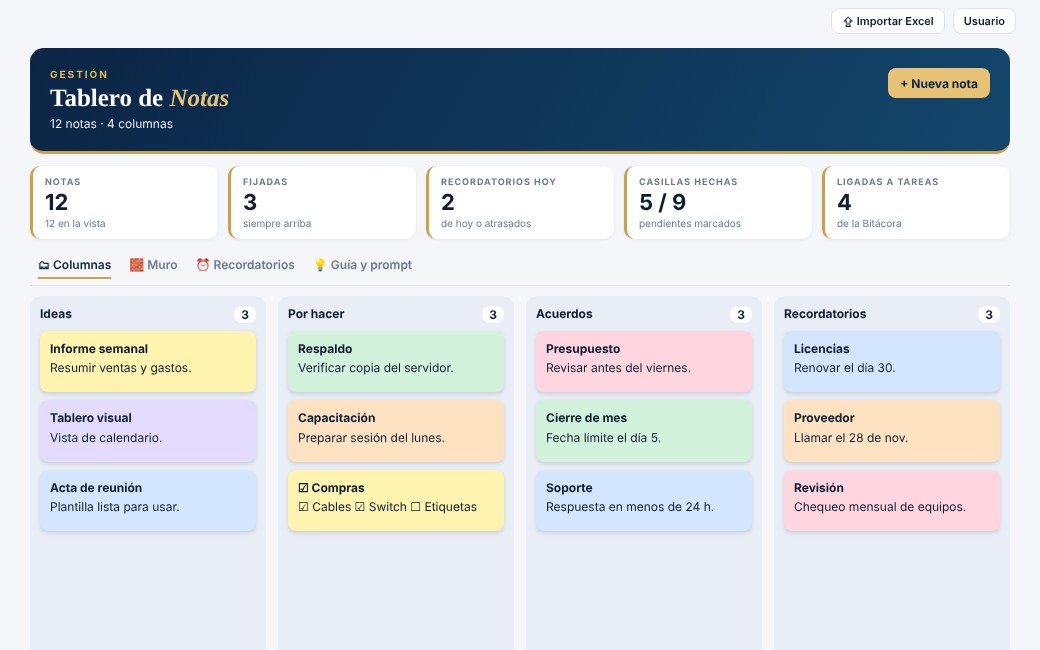 ⇪ Importar Excel
Usuario
GESTIÓN
Tablero de Notas
12 notas · 4 columnas
+ Nueva nota
NOTAS
12
12 en la vista
FIJADAS
3
siempre arriba
RECORDATORIOS HOY
2
de hoy o atrasados
CASILLAS HECHAS
5 / 9
pendientes marcados
LIGADAS A TAREAS
4
de la Bitácora
🗂 Columnas
🧱 Muro
⏰ Recordatorios
💡 Guía y prompt
Ideas 3
Informe semanal
Resumir ventas y gastos.
Tablero visual
Vista de calendario.
Acta de reunión
Plantilla lista para usar.
Por hacer 3
Respaldo
Verificar copia del servidor.
Capacitación
Preparar sesión del lunes.
☑ Compras
☑ Cables ☑ Switch ☐ Etiquetas
Acuerdos 3
Presupuesto
Revisar antes del viernes.
Cierre de mes
Fecha límite el día 5.
Soporte
Respuesta en menos de 24 h.
Recordatorios 3
Licencias
Renovar el día 30.
Proveedor
Llamar el 28 de nov.
Revisión
Chequeo mensual de equipos.